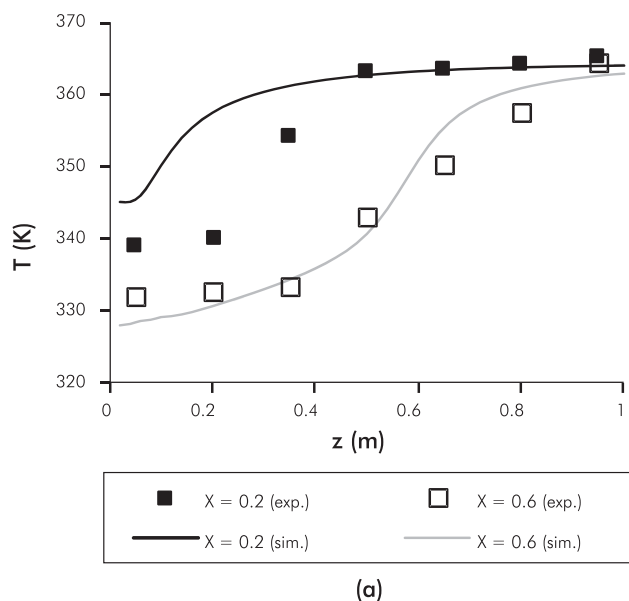 370
360
350
340
330
320
T (K)
0 0.2 0.4 0.6 0.8 1
z (m)
X = 0.2 (exp.) X = 0.6 (exp.)
X = 0.2 (sim.) X = 0.6 (sim.)
(a)